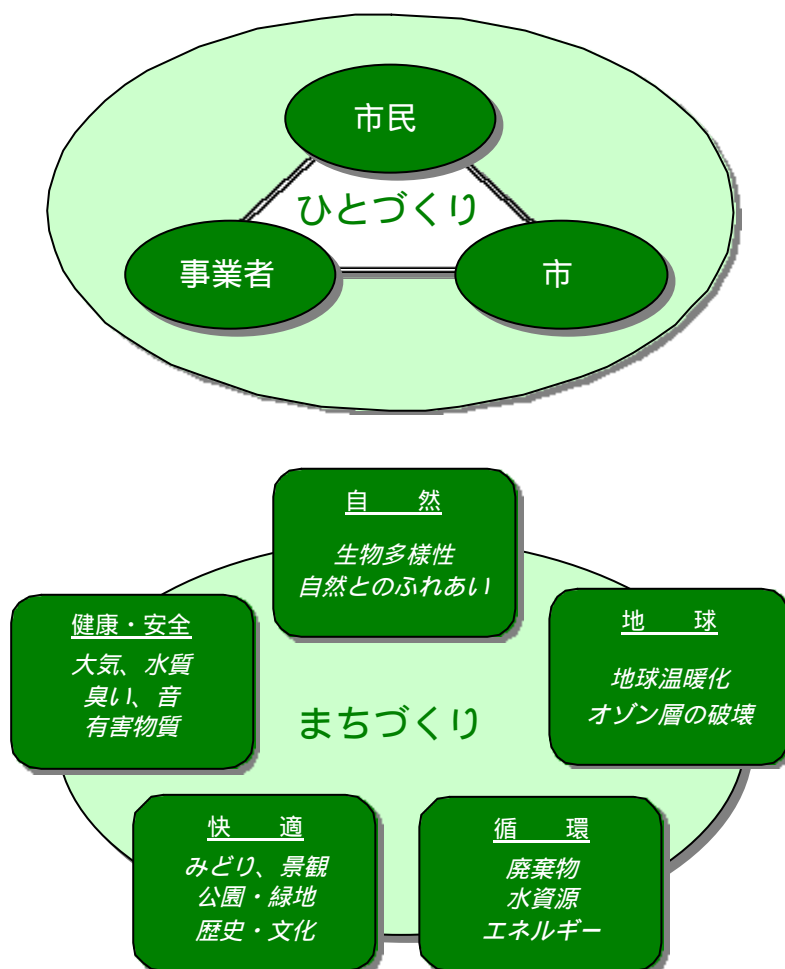 市民
ひとづくり
事業者
市
自　　然
生物多様性
自然とのふれあい
健康・安全
大気、水質
臭い、音
有害物質
地　　球
地球温暖化
オゾン層の破壊
まちづくり
快　　適
みどり、景観
公園・緑地
歴史・文化
循　　環
廃棄物
水資源
エネルギー